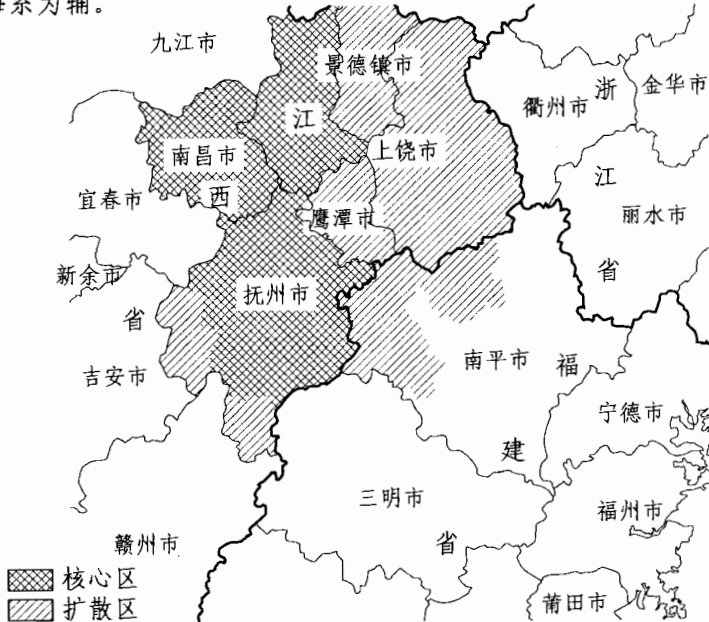 为辅。
九江市
景德镇市
浙
金华市
衢州市
江
上饶市
南昌市
西
江
宜春市
鹰潭市
丽水市
新余市
省
抚州市
省
吉安市
南平市
福
宁德市
建
三明市
福州市
赣州市
省
核心区
扩散区
莆田市